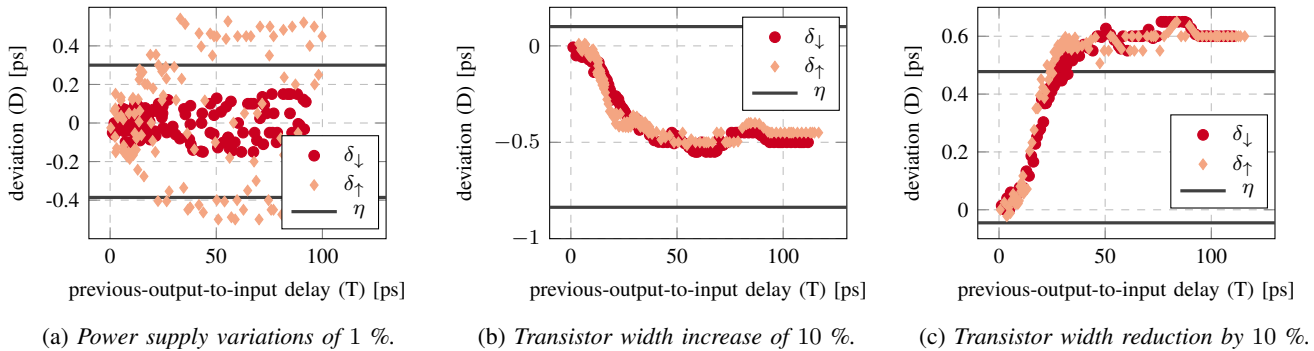 deviation (D) [ps]
0.4
0.2
0
-0.2
-0.4
0
50
100
δ↓
δ↑
η
previous-output-to-input delay (T) [ps]
(a) Power supply variations of 1 %.
deviation (D) [ps]
0
−0.5
−1
0
50
100
δ↓
δ↑
η
previous-output-to-input delay (T) [ps]
(b) Transistor width increase of 10 %.
deviation (D) [ps]
0.6
0.4
0.2
0
0
50
100
δ↓
δ↑
η
previous-output-to-input delay (T) [ps]
(c) Transistor width reduction by 10 %.